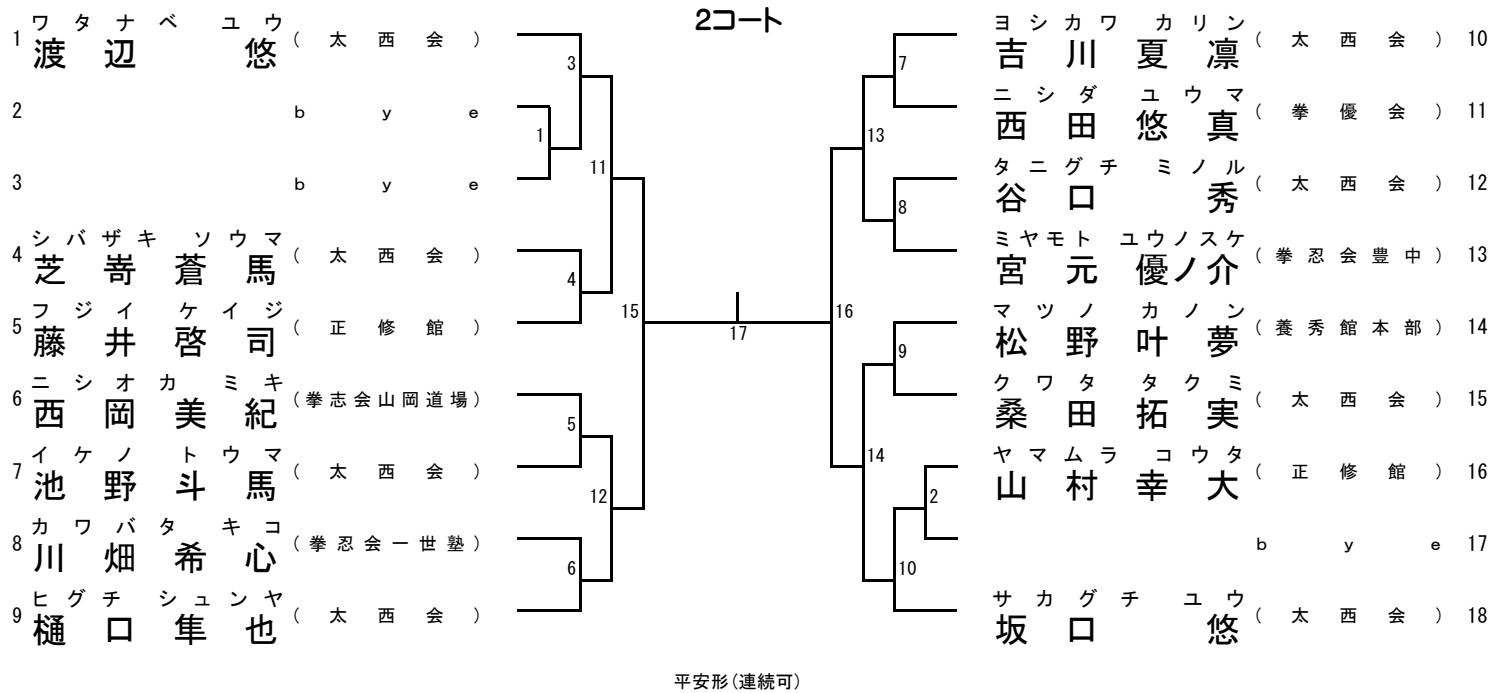 2コート
ワタナベ ユウ
1 渡辺 悠 (太西会)
2 bye
3 bye
シバザキ ソウマ
4 芝嵜蒼馬 (太西会)
フジイ ケイジ
5 藤井啓司 (正修館)
ニシオカ ミキ
6 西岡美紀 (拳志会山岡道場)
イケノ トウマ
7 池野斗馬 (太西会)
カワバタ キコ
8 川畑希心 (拳忍会一世塾)
ヒグチ シュンヤ
9 樋口隼也 (太西会)
3
1
11
4
15
5
12
6
17
7
13
8
16
9
14
2
10
ヨシカワ カリン
吉川夏凛 (太西会) 10
ニシダ ユウマ
西田悠真 (拳優会) 11
タニグチ ミノル
谷口 秀 (太西会) 12
ミヤモト ユウノスケ
宮元優ノ介 (拳忍会豊中) 13
マツノ カノン
松野叶夢 (養秀館本部) 14
クワタ タクミ
桑田拓実 (太西会) 15
ヤマムラ コウタ
山村幸大 (正修館) 16
bye 17
サカグチ ユウ
坂口 悠 (太西会) 18
平安形(連続可)